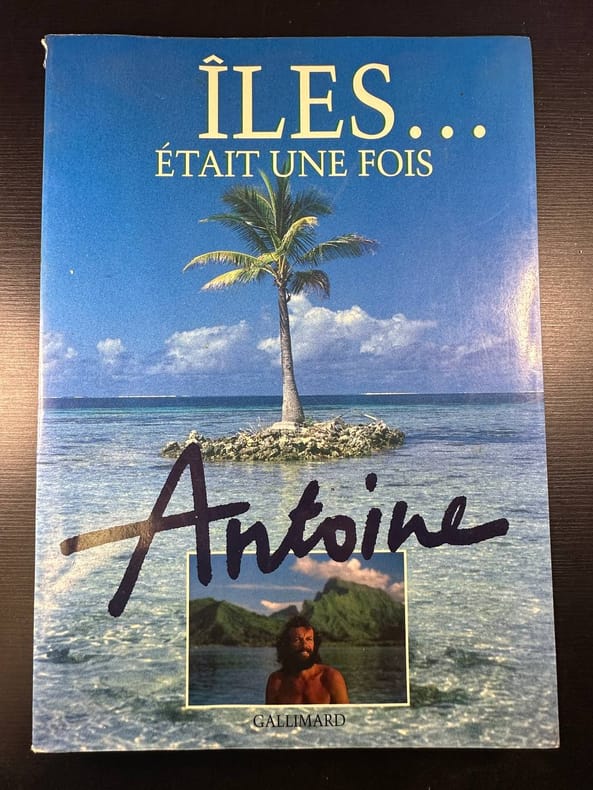 ÎLES...
ÉTAIT UNE FOIS
Antoine
GALLIMARD